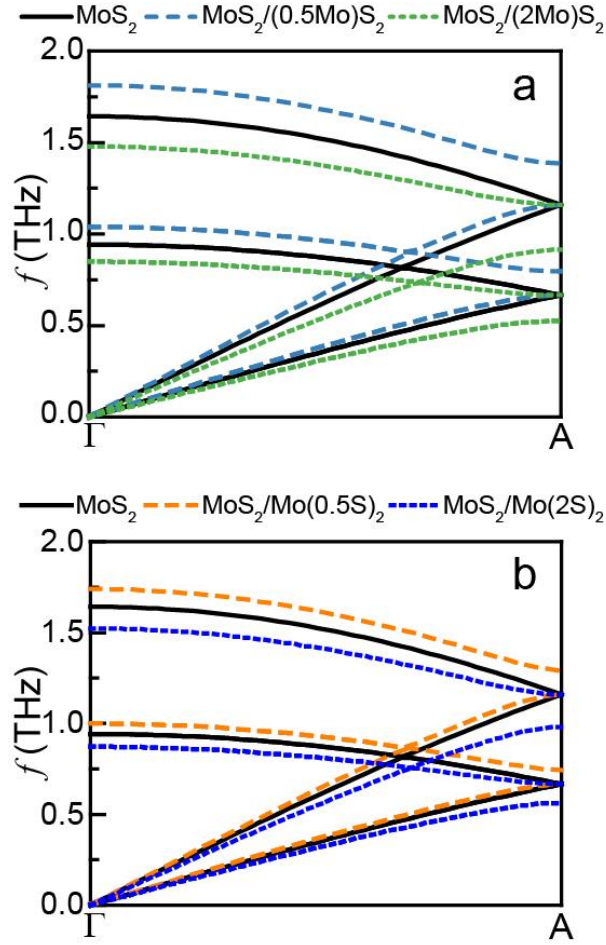 MoS₂ MoS₂/(0.5Mo)S₂ MoS₂/(2Mo)S₂
a
2.0
1.5
1.0
0.5
0.0
f (THz)
Γ A
MoS₂ MoS₂/Mo(0.5S)₂ MoS₂/Mo(2S)₂
b
2.0
1.5
1.0
0.5
0.0
f (THz)
Γ A